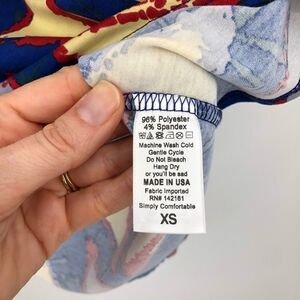 96% Polyester
4% Spandex
Machine Wash Cold
Gentle Cycle
Do Not Bleach
Hang Dry
or you'll be sad
MADE IN USA
Fabric Imported
RN# 142161
Simply Comfortable
XS